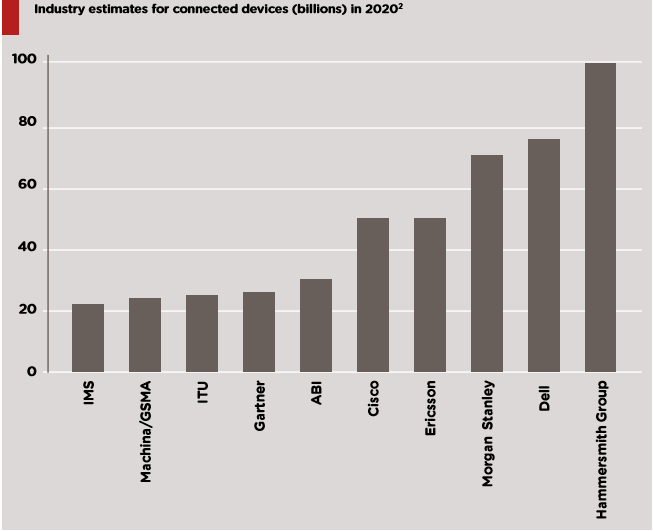 Industry estimates for connected devices (billions) in 2020²
100
80
60
40
20
0
IMS
Machina/GSMA
ITU
Gartner
ABI
Cisco
Ericsson
Morgan Stanley
Dell
Hammersmith Group